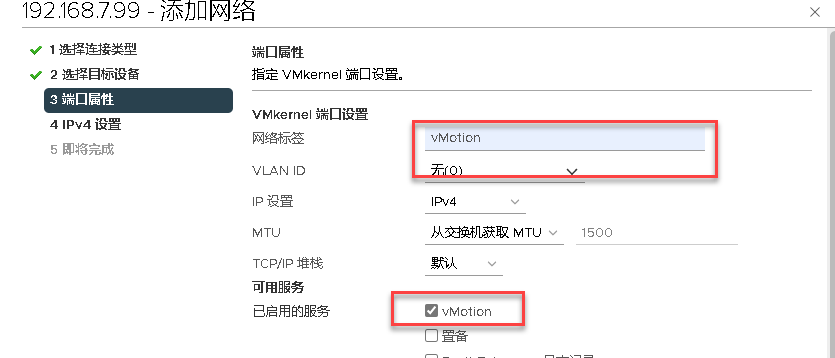 192.168.7.99 - 添加网络
1 选择连接类型
2 选择目标设备
3 端口属性
4 IPv4 设置
5 即将完成
端口属性
指定 VMkernel 端口设置。
VMkernel 端口设置
网络标签 vMotion
VLAN ID 无(0)
IP 设置 IPv4
MTU 从交换机获取 MTU 1500
TCP/IP 堆栈 默认
可用服务
已启用的服务 vMotion
置备